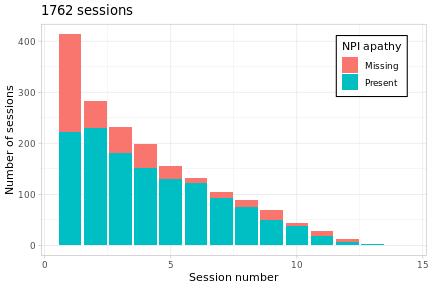 1762 sessions
400
300
200
100
0
Number of sessions
NPI apathy
Missing
Present
0
5
10
15
Session number